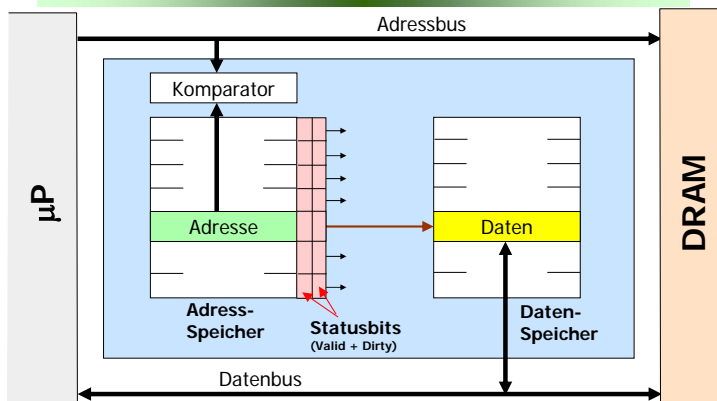 Adressbus
Komparator
µP
DRAM
Adresse
Daten
Adress-
Speicher
Statusbits
(Valid + Dirty)
Daten-
Speicher
Datenbus